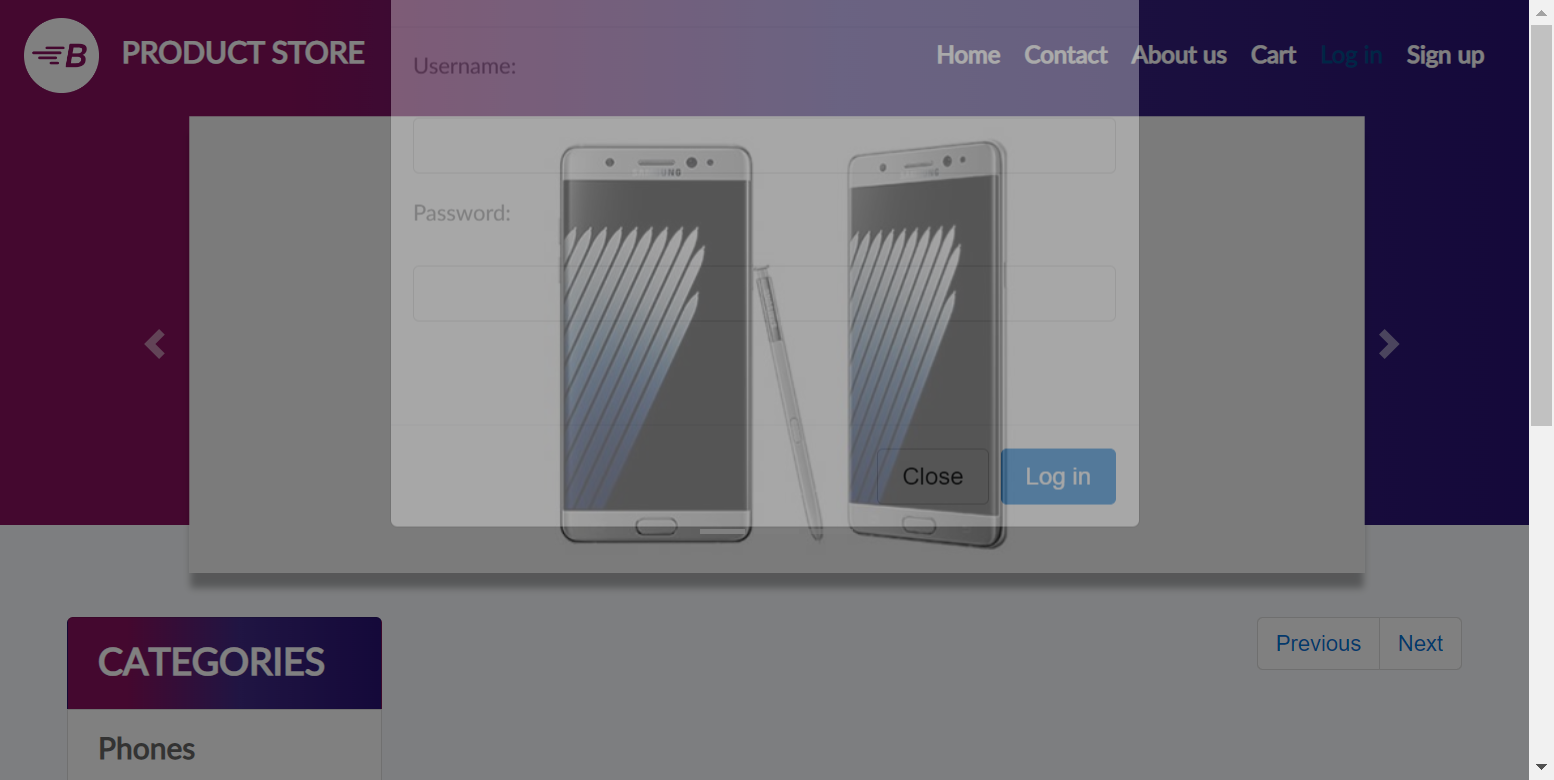 B PRODUCT STORE Home Contact About us Cart Log in Sign up
Username:
SAMSUNG
Password:
Close Log in
CATEGORIES
Previous Next
Phones